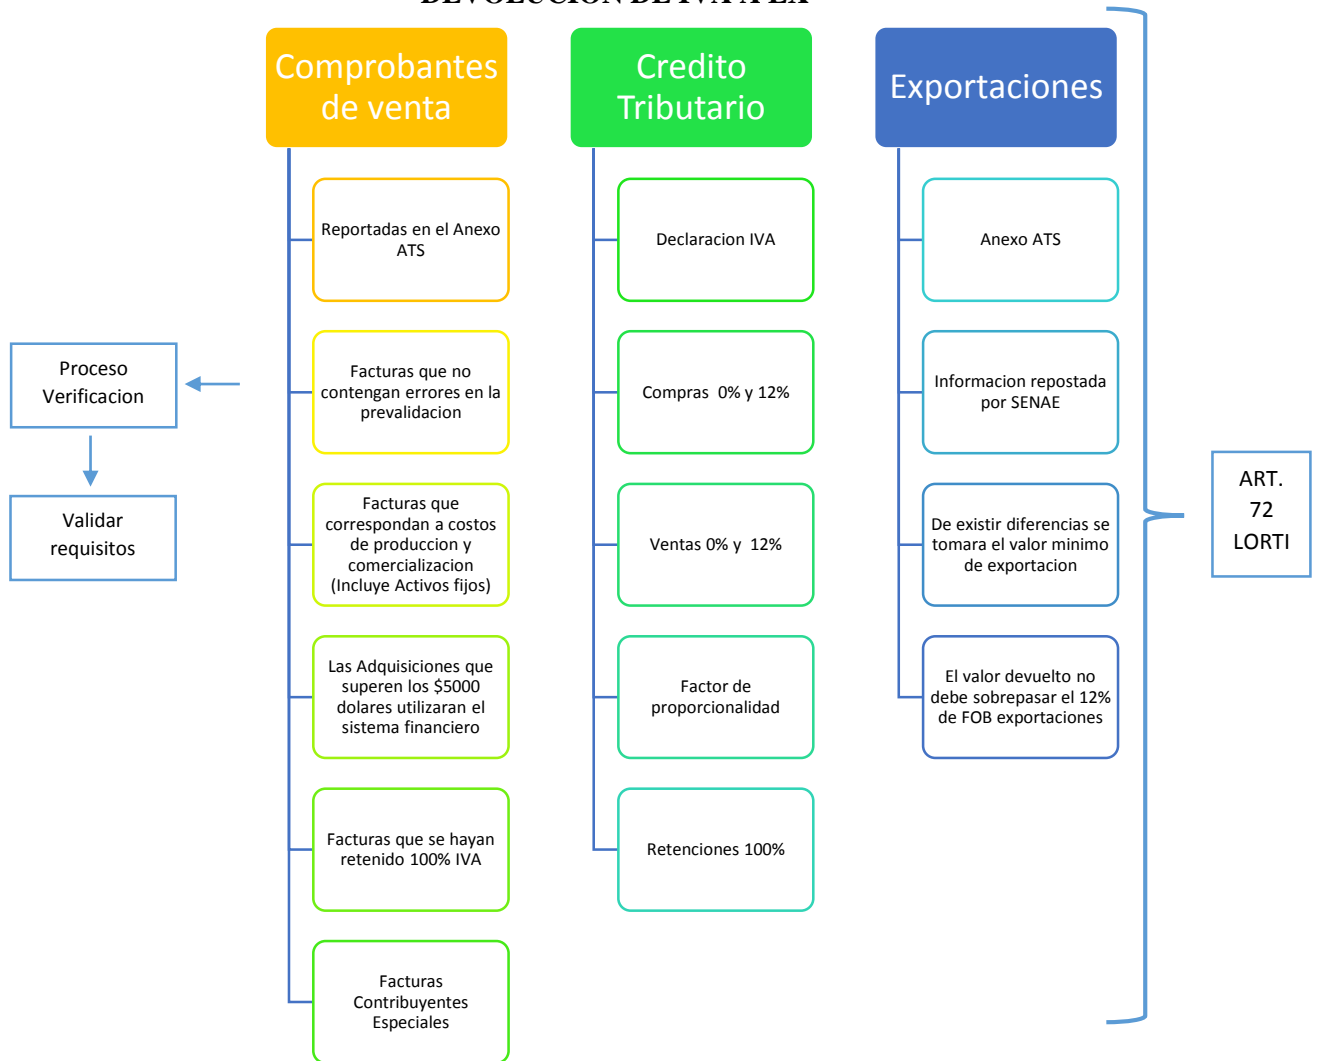 Comprobantes
de venta
Reportadas en el Anexo
ATS
Facturas que no
contengan errores en la
prevalidacion
Facturas que
correspondan a costos
de produccion y
comercializacion
(Incluye Activos fijos)
Las Adquisiciones que
superen los $5000
dolares utilizaran el
sistema financiero
Facturas que se hayan
retenido 100% IVA
Facturas
Contribuyentes
Especiales
Credito
Tributario
Declaracion IVA
Compras 0% y 12%
Ventas 0% y 12%
Factor de
proporcionalidad
Retenciones 100%
Exportaciones
Anexo ATS
Informacion repostada
por SENAE
De existir diferencias se
tomara el valor minimo
de exportacion
El valor devuelto no
debe sobrepasar el 12%
de FOB exportaciones
Proceso
Verificacion
Validar
requisitos
ART.
72
LORTI